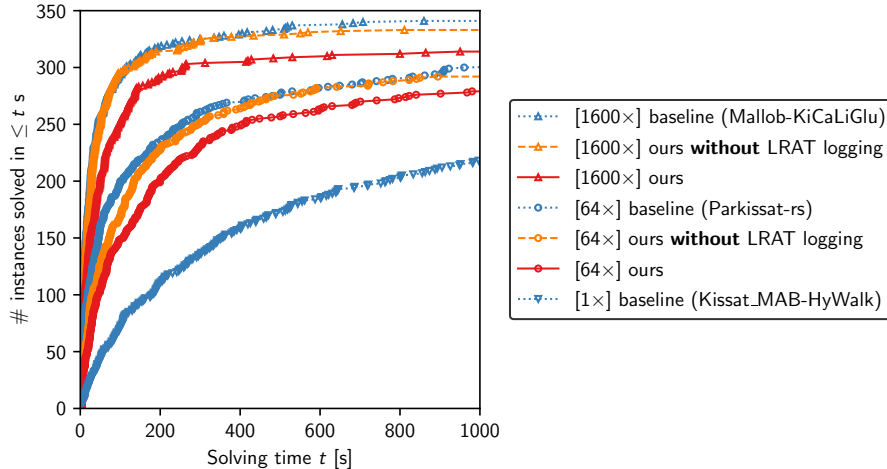 350
300
250
200
150
100
50
0
# instances solved in ≤ t s
0 200 400 600 800 1000
Solving time t [s]
[1600×] baseline (Mallob-KiCaLiGlu)
[1600×] ours without LRAT logging
[1600×] ours
[64×] baseline (Parkissat-rs)
[64×] ours without LRAT logging
[64×] ours
[1×] baseline (Kissat_MAB-HyWalk)